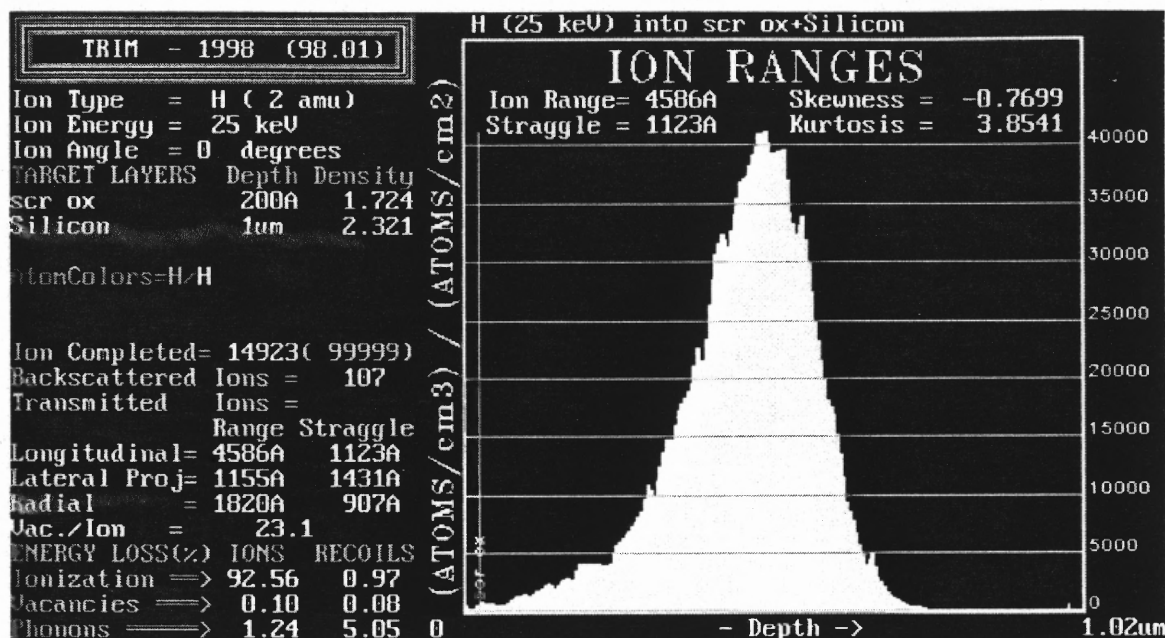 TRIM - 1998 (98.01)
Ion Type = H ( 2 amu)
Ion Energy = 25 keV
Ion Angle = 0 degrees
TARGET LAYERS Depth Density
scr ox 200A 1.724
Silicon 1um 2.321
AtomColors=H/H
Ion Completed= 14923( 99999)
Backscattered Ions = 107
Transmitted Ions =
Range Straggle
Longitudinal= 4586A 1123A
Lateral Proj= 1155A 1431A
Radial = 1820A 907A
Vac./Ion = 23.1
ENERGY LOSS(%) IONS RECOILS
Ionization ==> 92.56 0.97
Vacancies ===> 0.10 0.08
Phonons ====> 1.24 5.05
H (25 keV) into scr ox+Silicon
ION RANGES
Ion Range= 4586A Skewness = -0.7699
Straggle = 1123A Kurtosis = 3.8541
(ATOMS/cm3) / (ATOMS/cm2)
scr ox
40000
35000
30000
25000
20000
15000
10000
5000
0
0 - Depth -> 1.02um